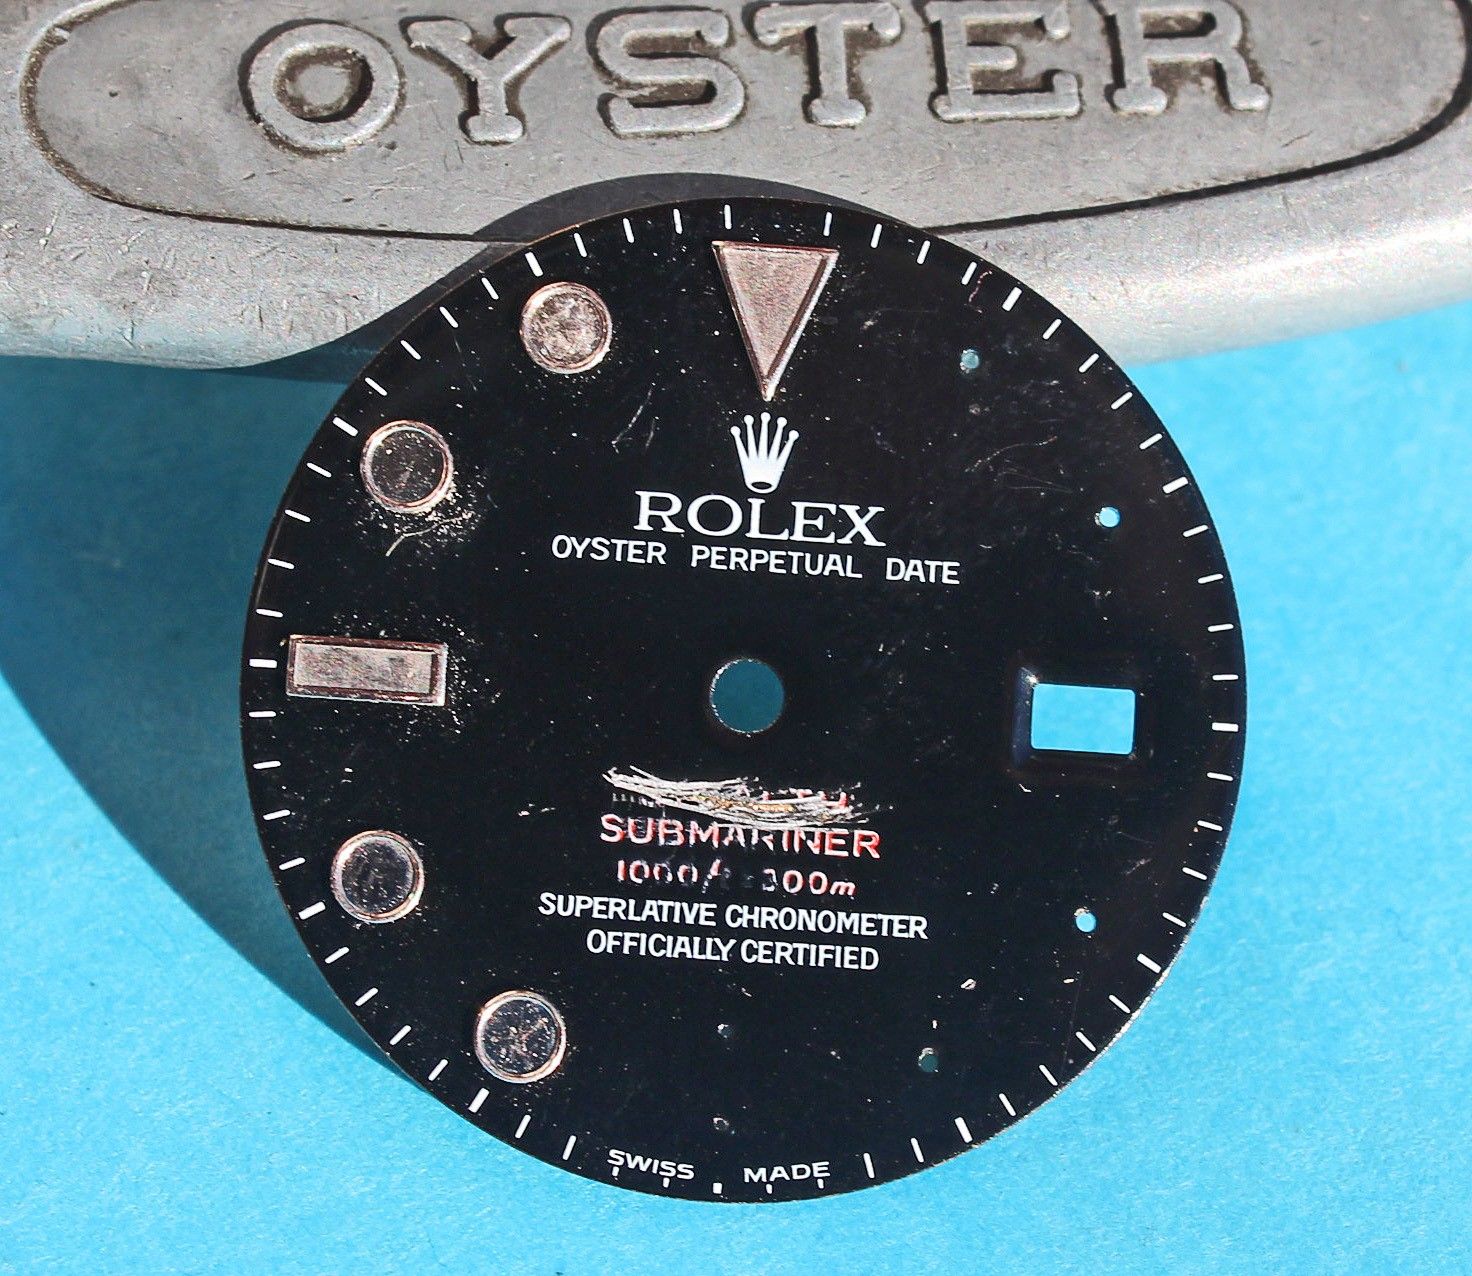 OYSTER
ROLEX
OYSTER PERPETUAL DATE
SUBMARINER
SUPERLATIVE CHRONOMETER
OFFICIALLY CERTIFIED
SWISS MADE